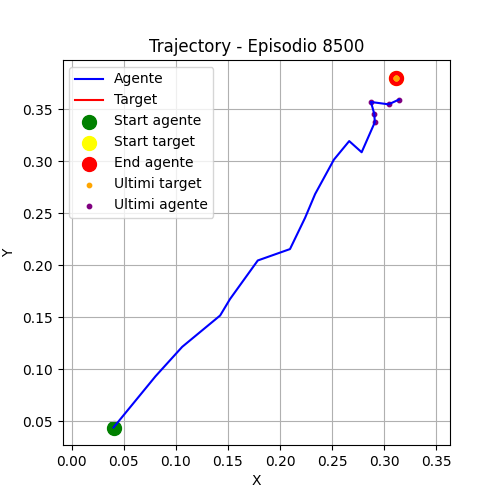 Trajectory - Episodio 8500
Agente
Target
Start agente
Start target
End agente
Ultimi target
Ultimi agente
Y
0.35
0.30
0.25
0.20
0.15
0.10
0.05
0.00 0.05 0.10 0.15 0.20 0.25 0.30 0.35
X